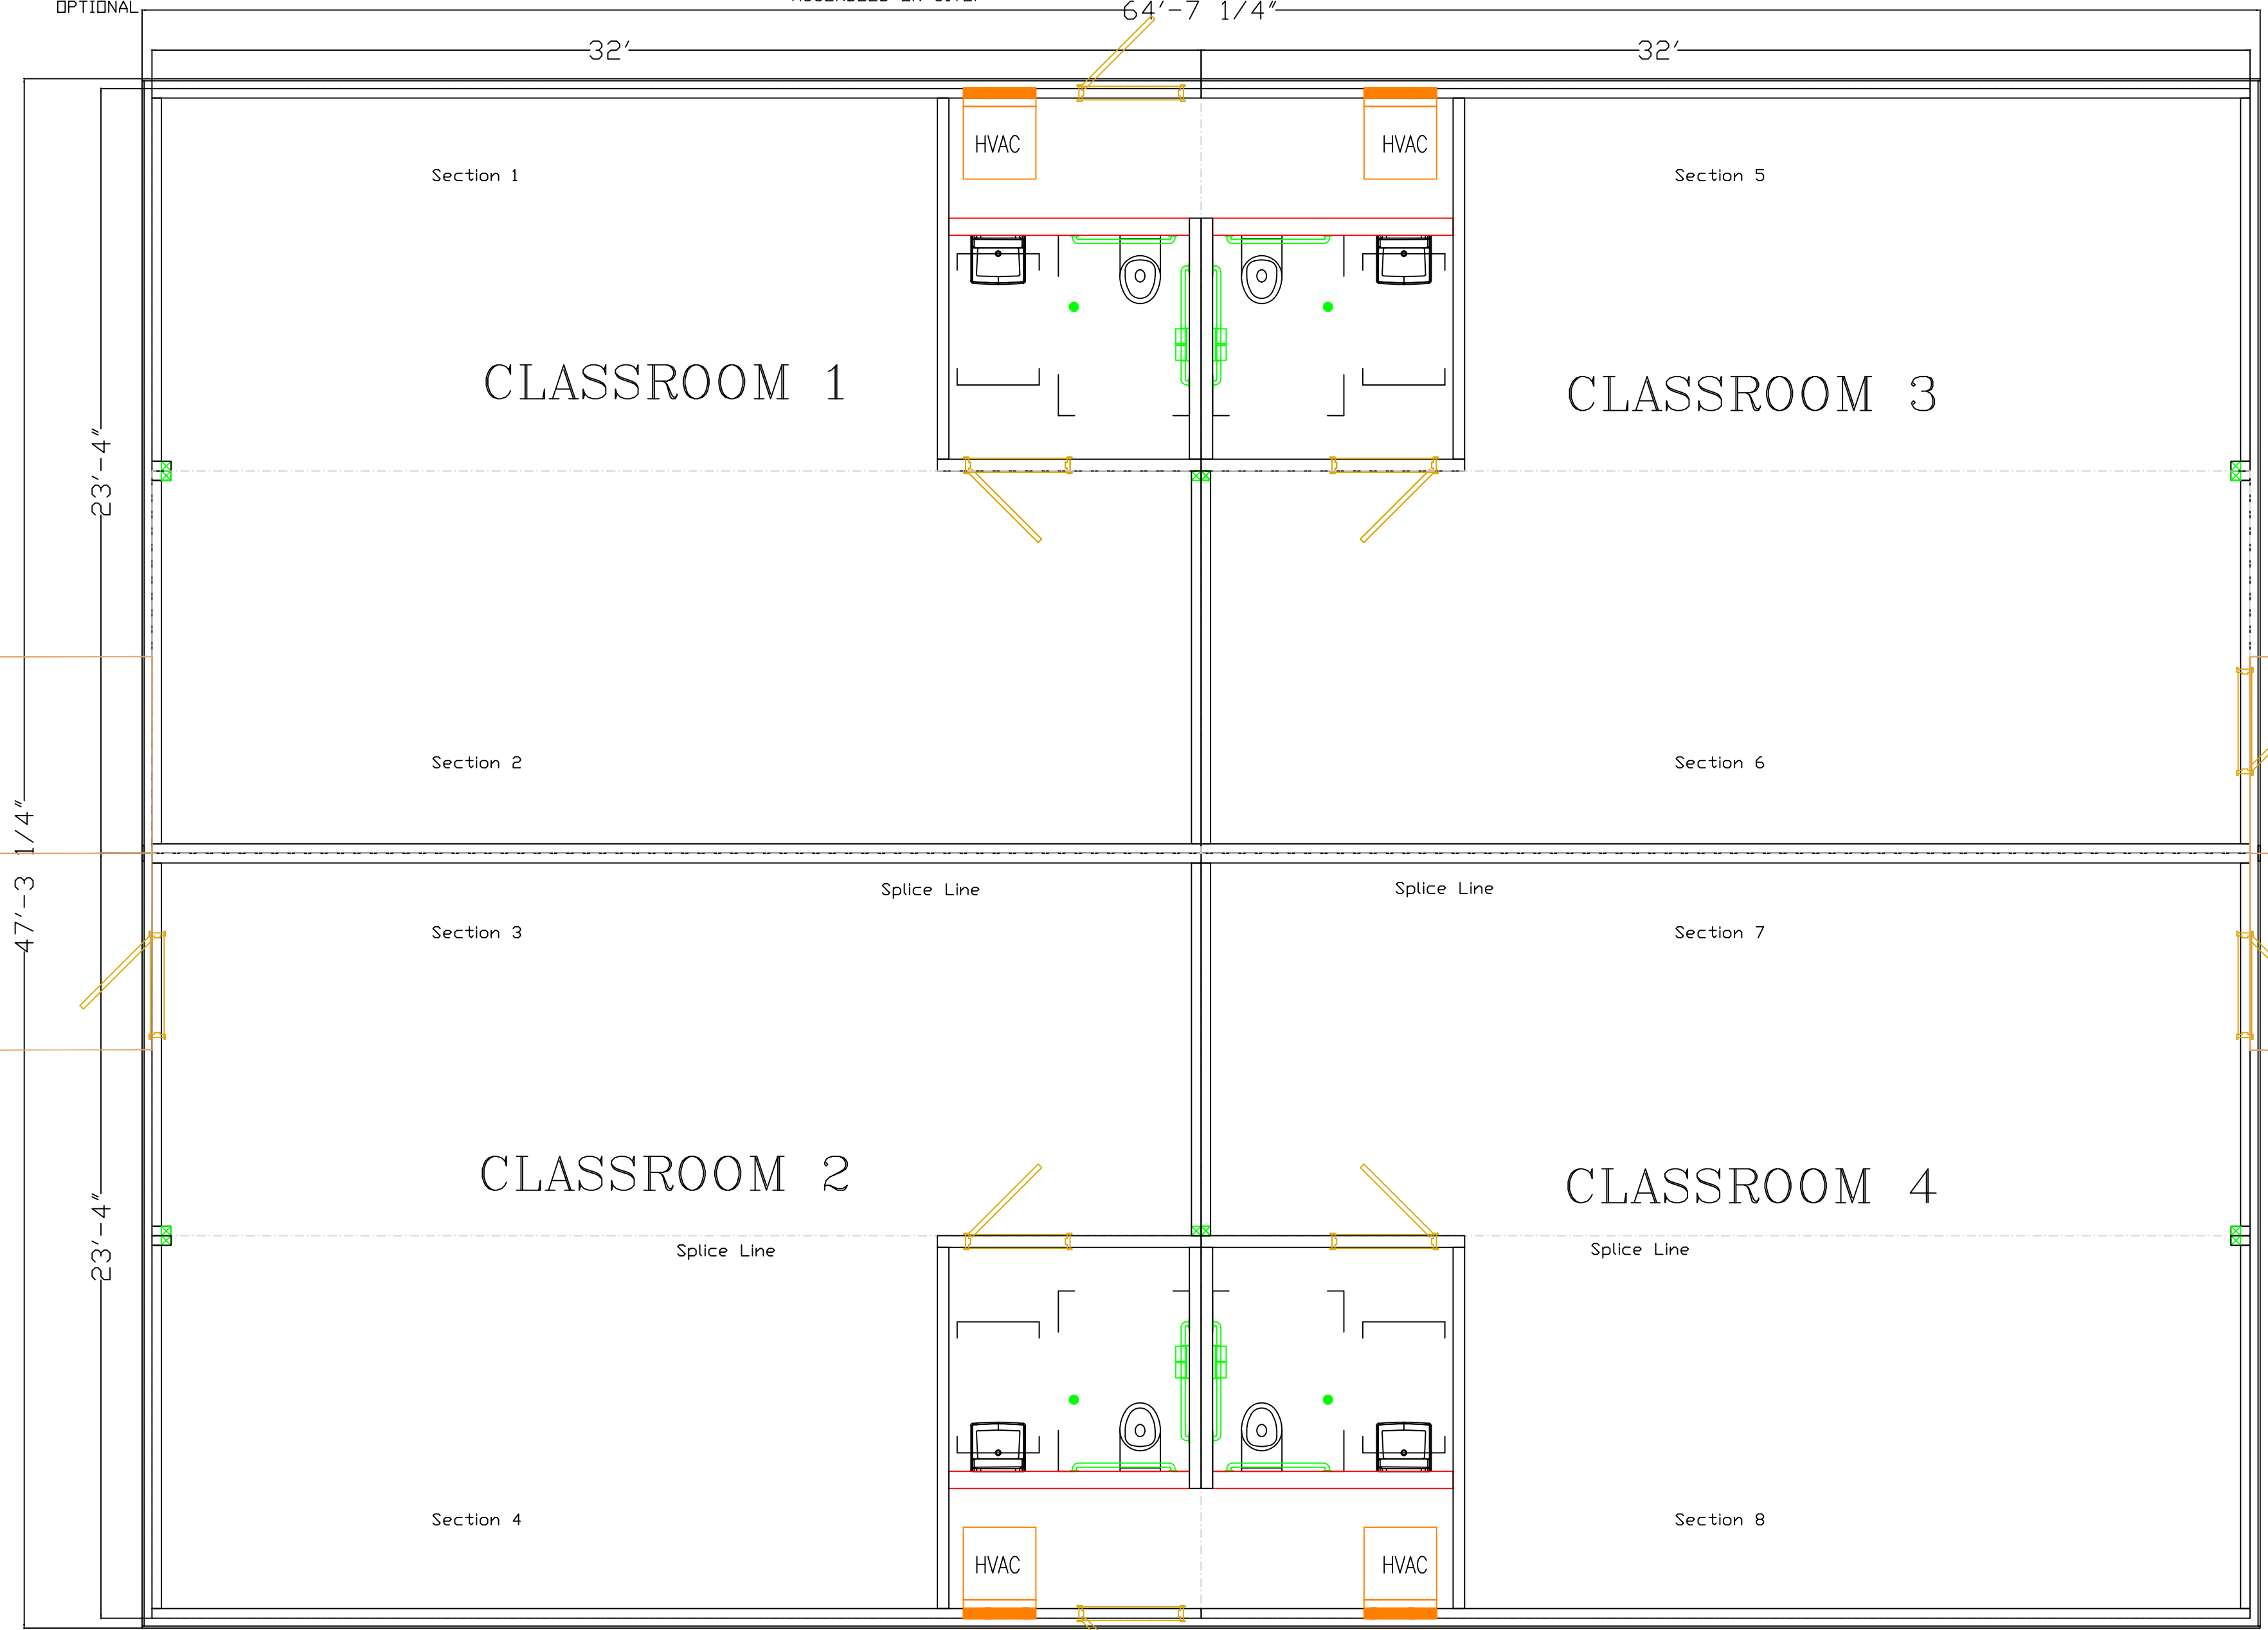 OPTIONAL
64'-7 1/4"
32'
32'
HVAC
HVAC
Section 1
Section 5
CLASSROOM 1
CLASSROOM 3
23'-4"
Section 2
Section 6
47'-3 1/4"
Splice Line
Splice Line
Section 3
Section 7
CLASSROOM 2
CLASSROOM 4
23'-4"
Splice Line
Splice Line
Section 4
Section 8
HVAC
HVAC